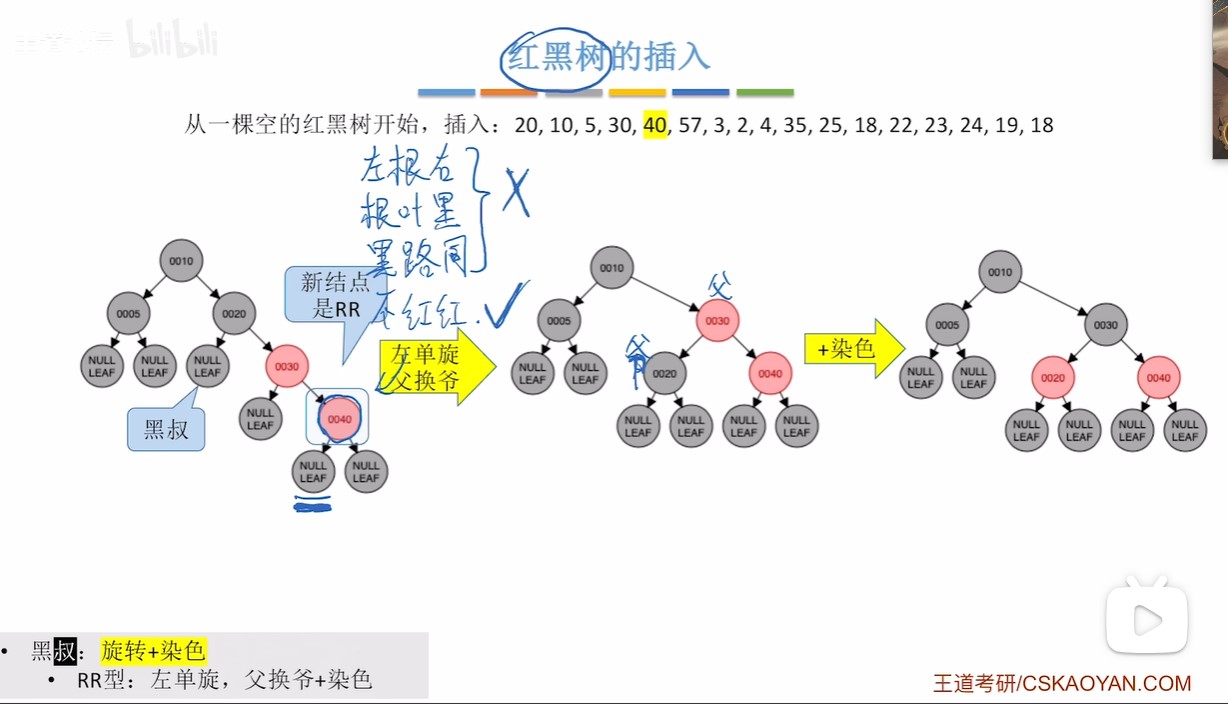 bilibili
红黑树的插入
从一棵空的红黑树开始，插入：20, 10, 5, 30, 40, 57, 3, 2, 4, 35, 25, 18, 22, 23, 24, 19, 18
左根右
根叶黑
黑路同
不红红.
0010
0005
0020
NULL LEAF
NULL LEAF
NULL LEAF
0030
NULL LEAF
0040
NULL LEAF
NULL LEAF
新结点
是RR
黑叔
左单旋
父换爷
0010
父
0005
0030
爷
NULL LEAF
NULL LEAF
0020
0040
NULL LEAF
NULL LEAF
NULL LEAF
NULL LEAF
+染色
0010
0005
0030
NULL LEAF
NULL LEAF
0020
0040
NULL LEAF
NULL LEAF
NULL LEAF
NULL LEAF
• 黑叔：旋转+染色
• RR型：左单旋，父换爷+染色
王道考研/CSKAOYAN.COM